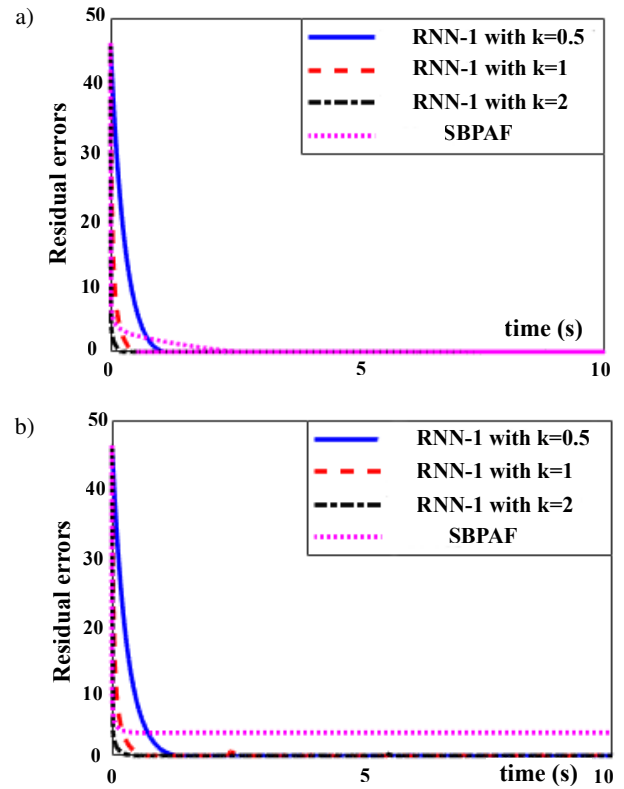 a)
50
40
30
20
10
0
Residual errors
RNN-1 with k=0.5
RNN-1 with k=1
RNN-1 with k=2
SBPAF
time (s)
5
10
b)
50
40
30
20
10
0
Residual errors
RNN-1 with k=0.5
RNN-1 with k=1
RNN-1 with k=2
SBPAF
0
5
time (s)
10